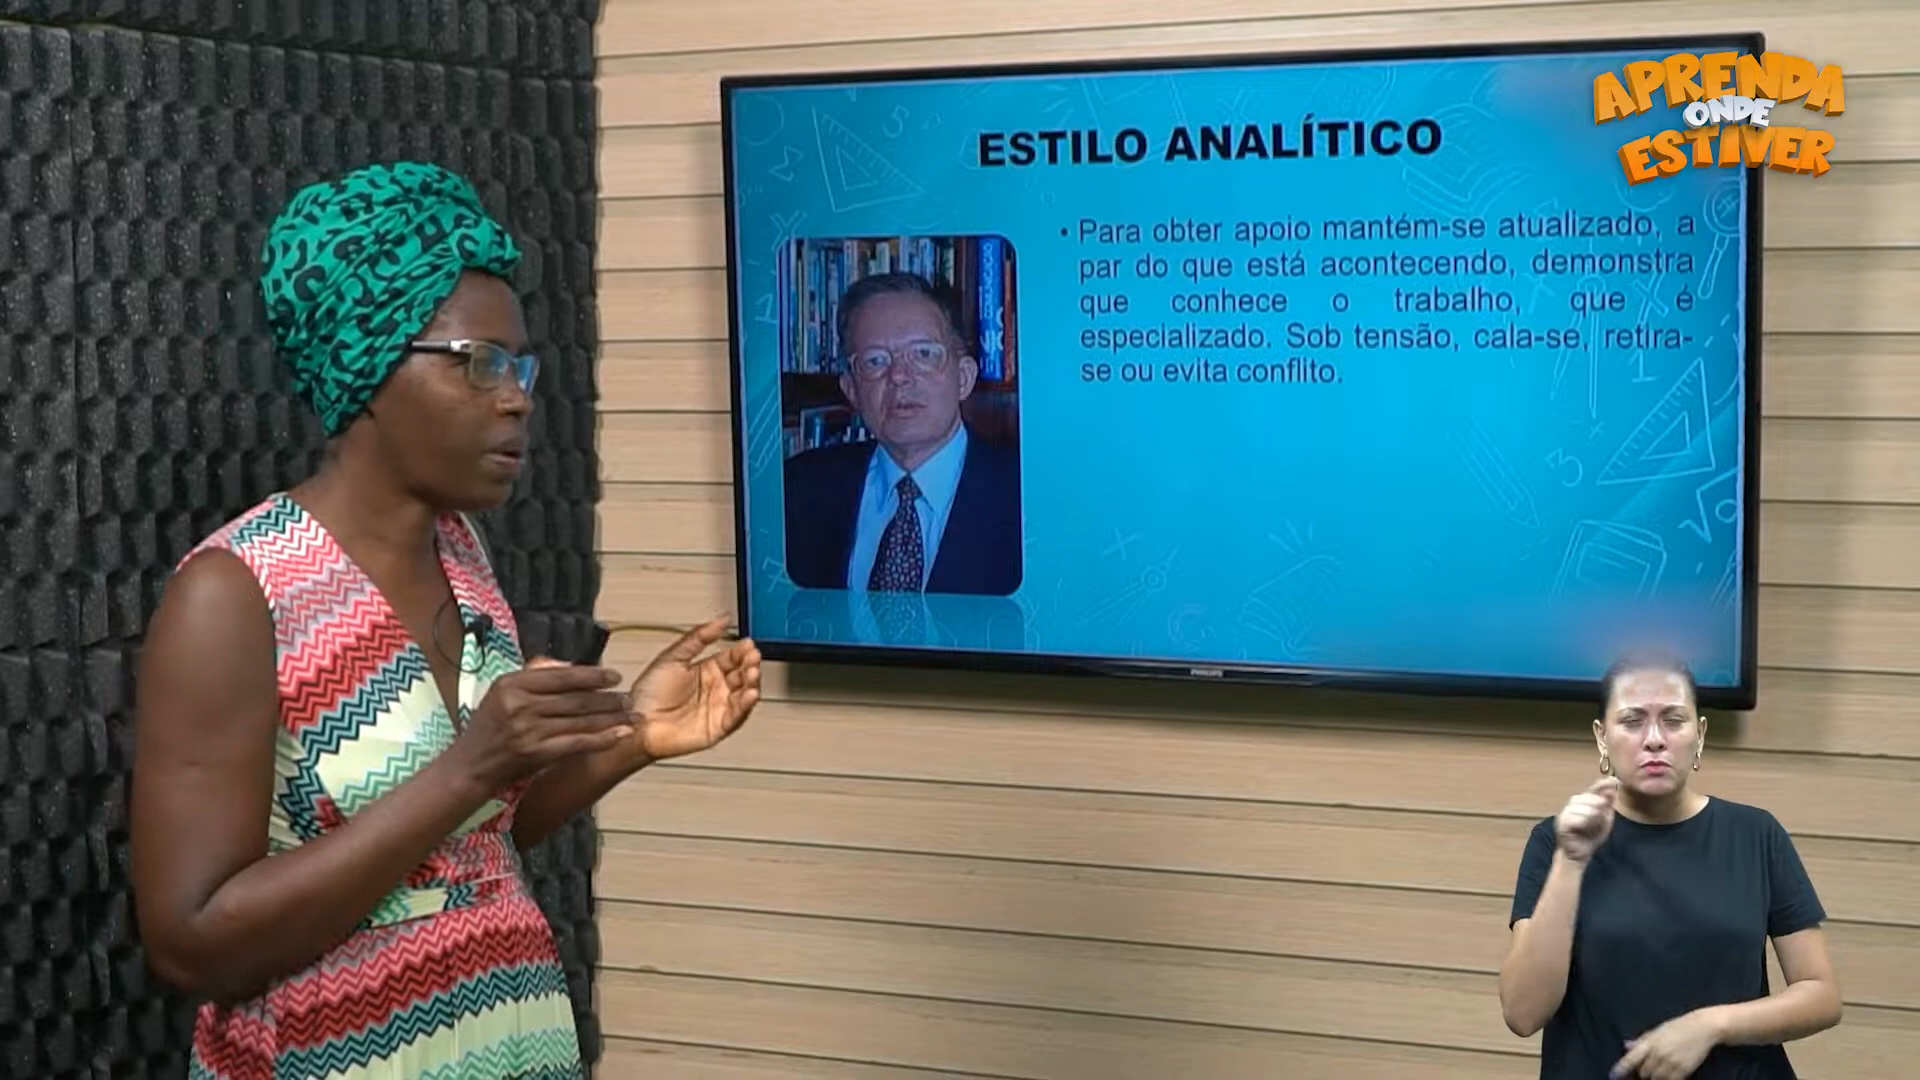 ESTILO ANALÍTICO
• Para obter apoio mantém-se atualizado, a
par do que está acontecendo, demonstra
que conhece o trabalho, que é
especializado. Sob tensão, cala-se, retira-
se ou evita conflito.
APRENDA
ONDE
ESTIVER
PHILIPS